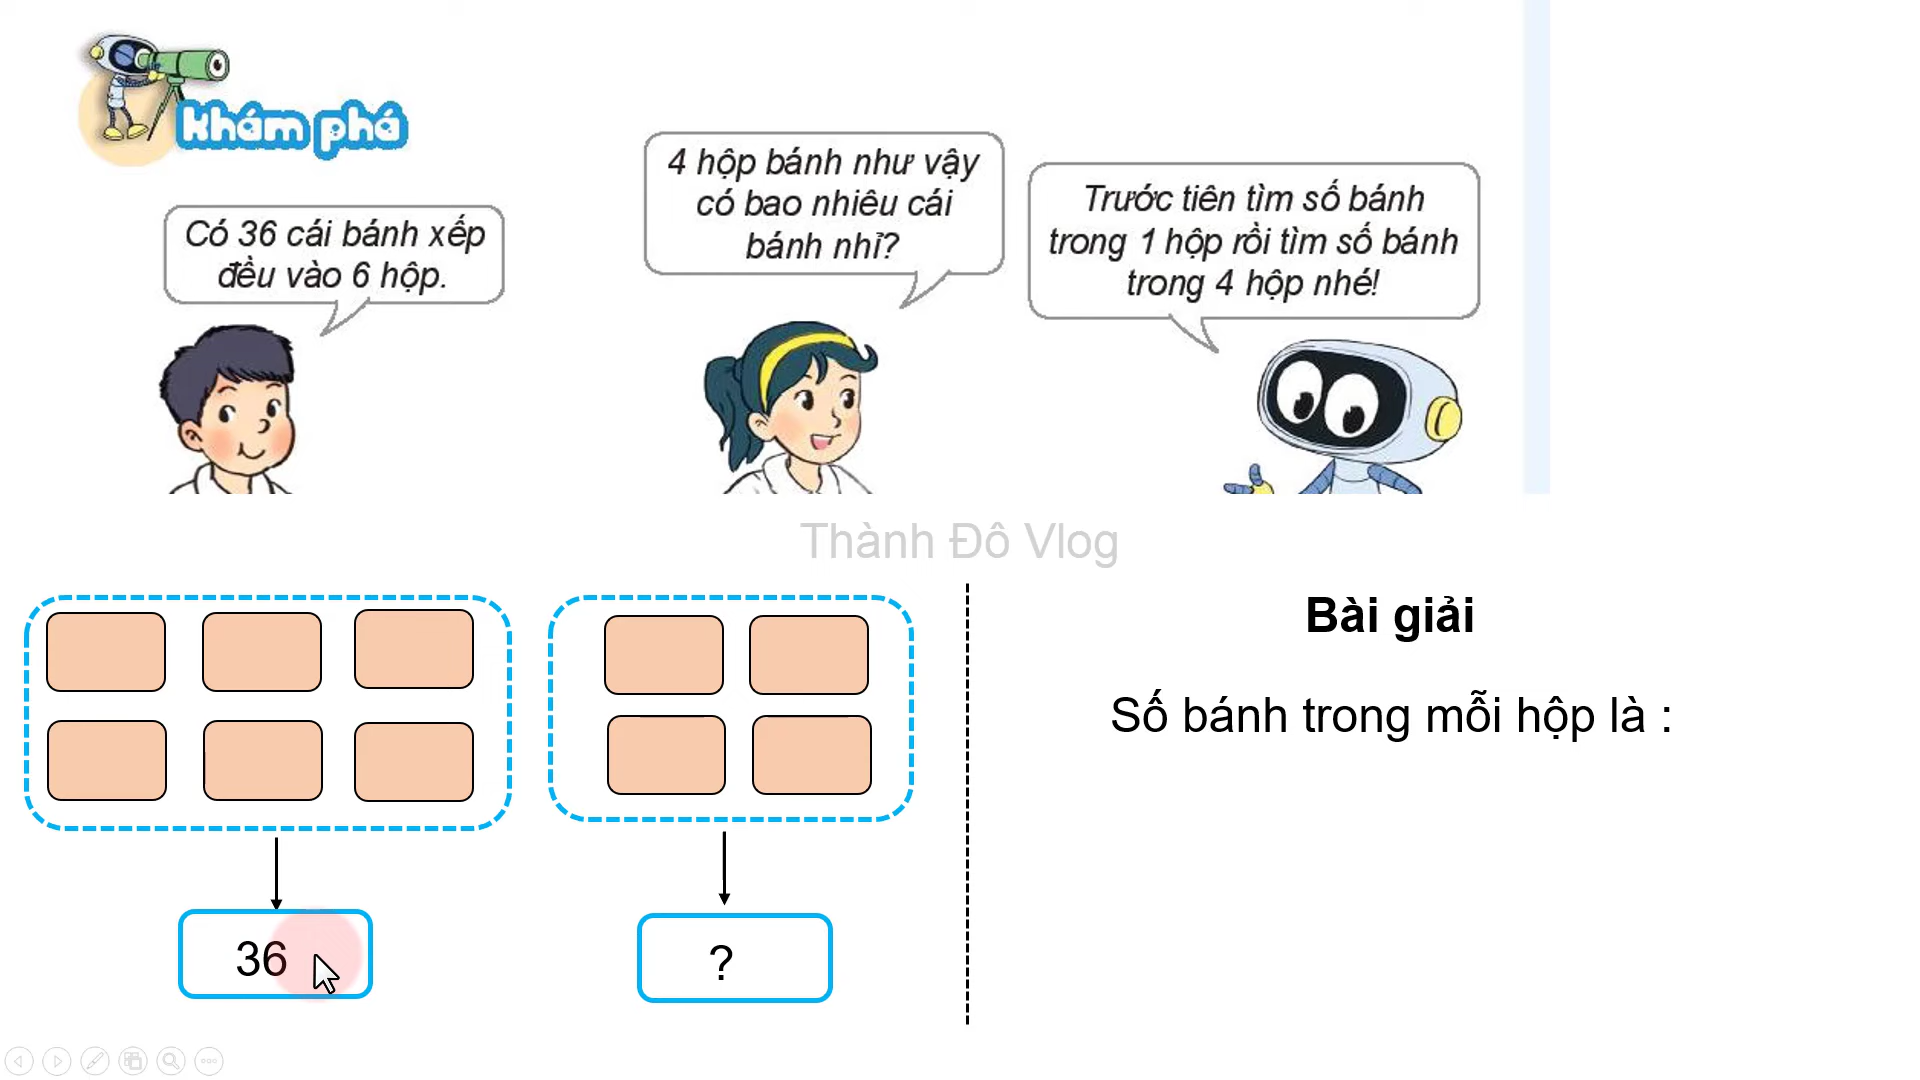 khám phá
Có 36 cái bánh xếp
đều vào 6 hộp.
4 hộp bánh như vậy
có bao nhiêu cái
bánh nhỉ?
Trước tiên tìm số bánh
trong 1 hộp rồi tìm số bánh
trong 4 hộp nhé!
Thành Đô Vlog
36
?
Bài giải
Số bánh trong mỗi hộp là :